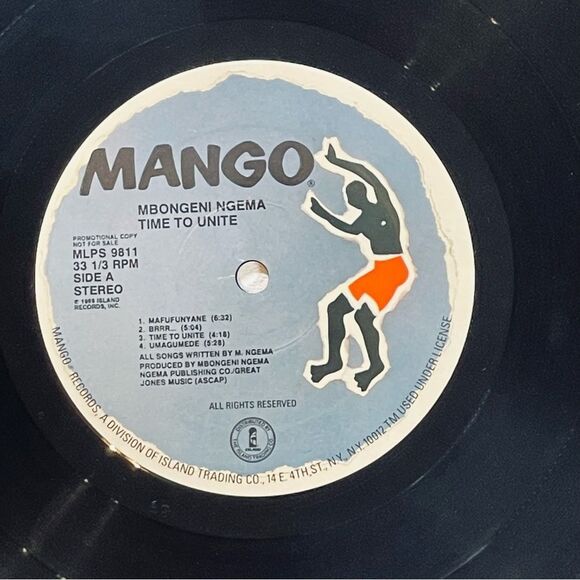 MANGO®
MBONGENI NGEMA
TIME TO UNITE
PROMOTIONAL COPY
NOT FOR SALE
MLPS 9811
33 1/3 RPM
SIDE A
STEREO
℗ 1988 ISLAND
RECORDS, INC.
1. MAFUFUNYANE (6:32)
2. BRRR... (5:04)
3. TIME TO UNITE (4:18)
4. UMAGUMEDE (5:28)
ALL SONGS WRITTEN BY M. NGEMA
PRODUCED BY MBONGENI NGEMA
NGEMA PUBLISHING CO./GREAT
JONES MUSIC (ASCAP)
ALL RIGHTS RESERVED
DISTRIBUTED BY
ISLAND
MANGO RECORDS, A DIVISION OF ISLAND TRADING CO., 14 E. 4TH, ST., N.Y., N.Y. 10012 TM USED UNDER LICENSE